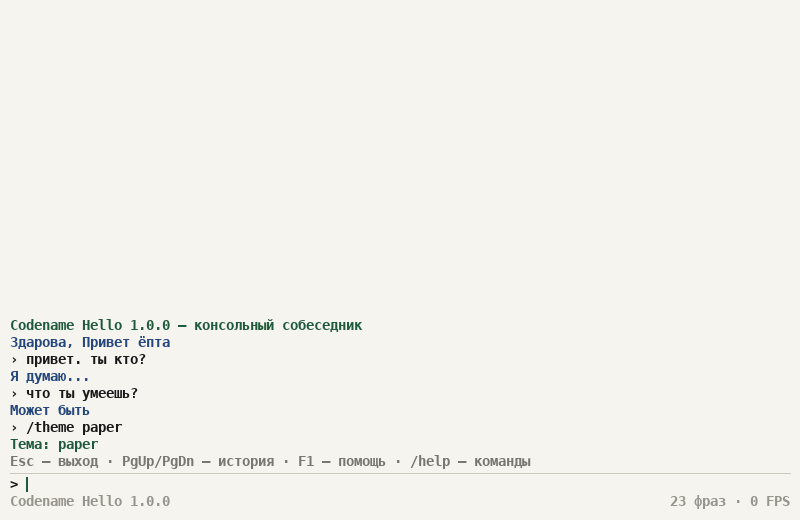 Codename Hello 1.0.0 — консольный собеседник
Здарова, Привет ёпта
› привет. ты кто?
Я думаю...
› что ты умеешь?
Может быть
› /theme paper
Тема: paper
Esc — выход · PgUp/PgDn — история · F1 — помощь · /help — команды
>
Codename Hello 1.0.0 23 фраз · 0 FPS